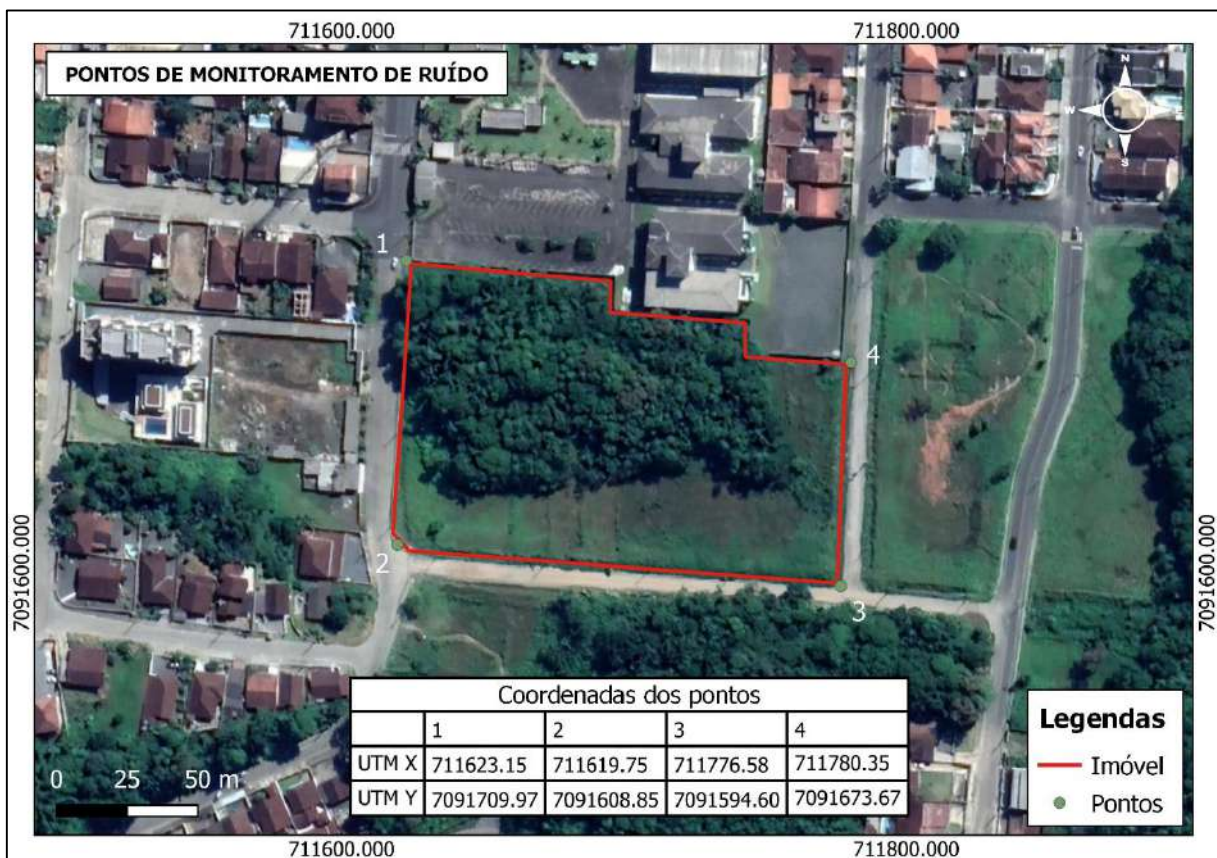 711600.000 711800.000
PONTOS DE MONITORAMENTO DE RUÍDO
N
W E
S
1
4
2
3
7091600.000 7091600.000
Coordenadas dos pontos
1 2 3 4
UTM X 711623.15 711619.75 711776.58 711780.35
UTM Y 7091709.97 7091608.85 7091594.60 7091673.67
Legendas
Imóvel
Pontos
0 25 50 m
711600.000 711800.000